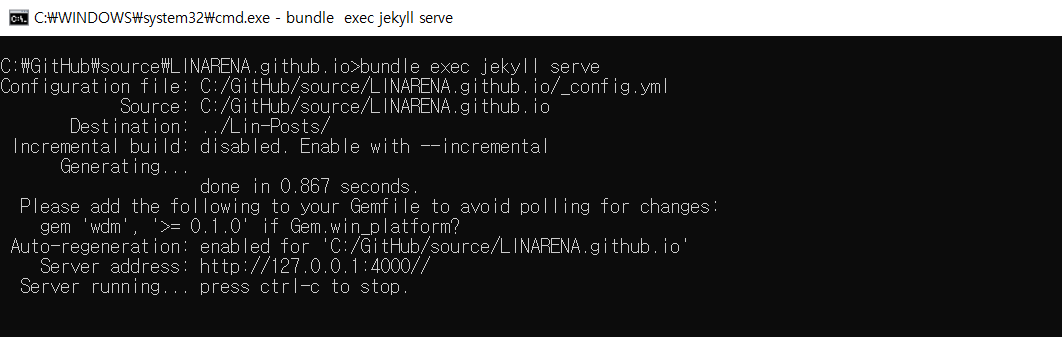 C:\WINDOWS\system32\cmd.exe - bundle  exec jekyll serve
C:₩GitHub₩source₩LINARENA.github.io>bundle exec jekyll serve
Configuration file: C:/GitHub/source/LINARENA.github.io/_config.yml
Source: C:/GitHub/source/LINARENA.github.io
Destination: ../Lin-Posts/
Incremental build: disabled. Enable with --incremental
Generating...
done in 0.867 seconds.
Please add the following to your Gemfile to avoid polling for changes:
gem 'wdm', '>= 0.1.0' if Gem.win_platform?
Auto-regeneration: enabled for 'C:/GitHub/source/LINARENA.github.io'
Server address: http://127.0.0.1:4000//
Server running... press ctrl-c to stop.